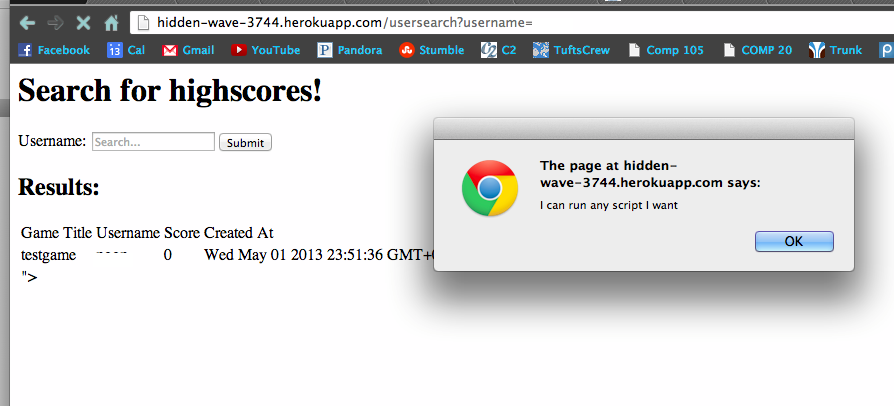 hidden-wave-3744.herokuapp.com/usersearch?username=
Facebook 13 Cal Gmail YouTube P Pandora Stumble C2 C2 TuftsCrew Comp 105 COMP 20 Trunk p
Search for highscores!
Username: Search... Submit
Results:
Game Title Username Score Created At
testgame 0 Wed May 01 2013 23:51:36 GMT+0
">
The page at hidden-
wave-3744.herokuapp.com says:
I can run any script I want
OK